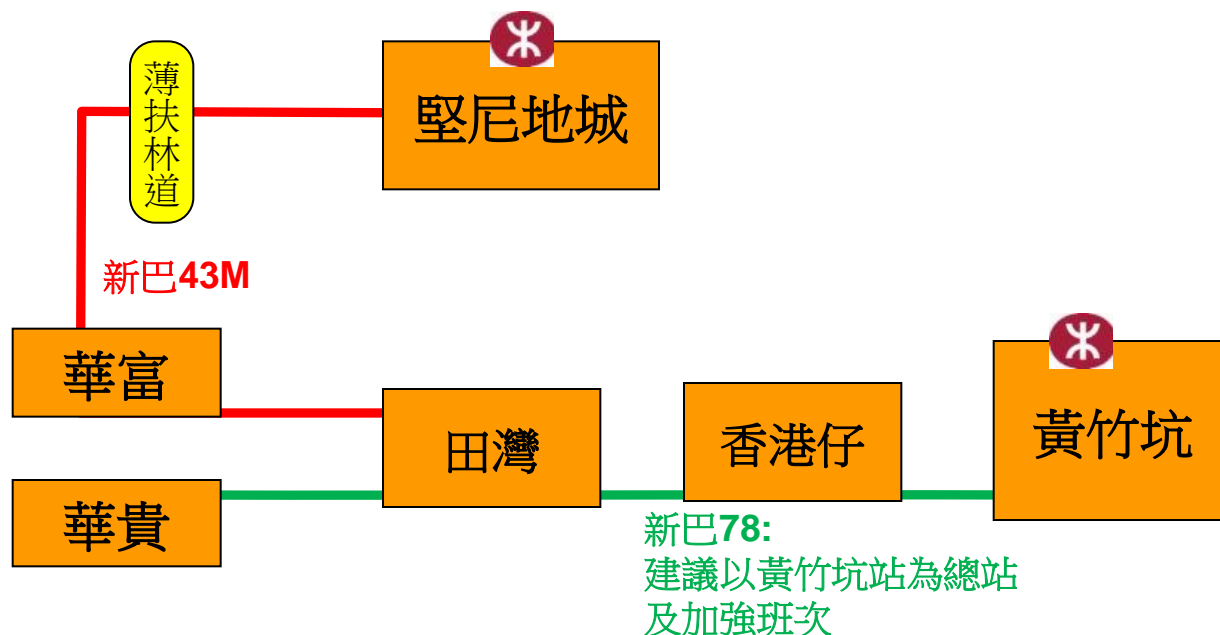 薄扶林道
堅尼地城
新巴43M
華富
田灣
香港仔
黃竹坑
華貴
新巴78:
建議以黃竹坑站為總站
及加強班次